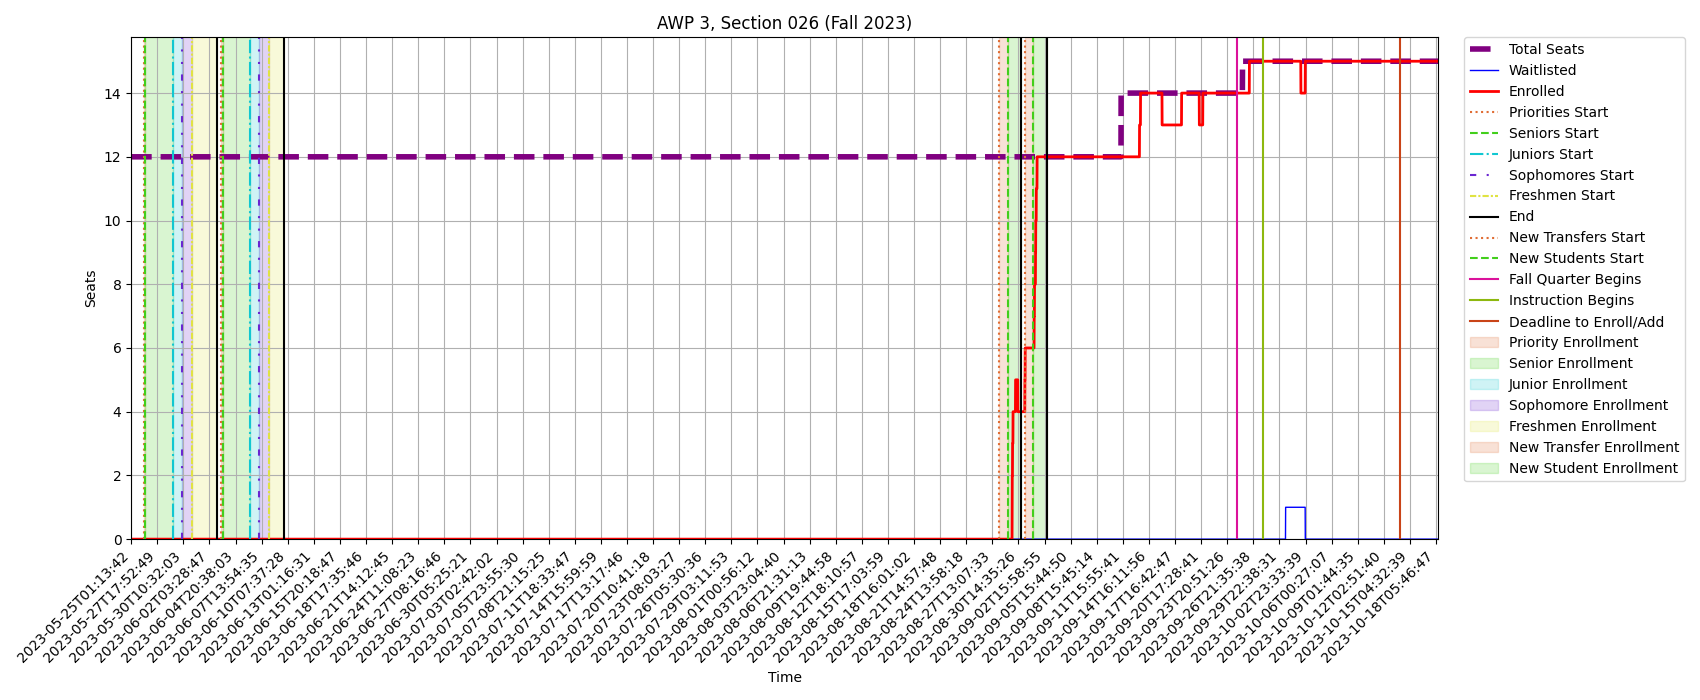 AWP 3, Section 026 (Fall 2023)
Seats
14
12
10
8
6
4
2
0
2023-05-25T01:13:42
2023-05-27T17:52:49
2023-05-30T10:32:03
2023-06-02T03:28:47
2023-06-04T20:38:03
2023-06-07T13:54:35
2023-06-10T07:37:28
2023-06-13T01:16:31
2023-06-15T20:18:47
2023-06-18T17:35:46
2023-06-21T14:12:45
2023-06-24T11:08:23
2023-06-27T08:16:46
2023-06-30T05:25:21
2023-07-03T02:42:02
2023-07-05T23:55:30
2023-07-08T21:15:25
2023-07-11T18:33:47
2023-07-14T15:59:59
2023-07-17T13:17:46
2023-07-20T10:41:18
2023-07-23T08:03:27
2023-07-26T05:30:36
2023-07-29T03:11:53
2023-08-01T00:56:12
2023-08-03T23:04:40
2023-08-06T21:31:13
2023-08-09T19:44:58
2023-08-12T18:10:57
2023-08-15T17:03:59
2023-08-18T16:01:02
2023-08-21T14:57:48
2023-08-24T13:58:18
2023-08-27T13:07:33
2023-08-30T14:35:26
2023-09-02T15:58:55
2023-09-05T15:44:50
2023-09-08T15:45:14
2023-09-11T15:55:41
2023-09-14T16:11:56
2023-09-17T16:42:47
2023-09-20T17:28:41
2023-09-23T20:51:26
2023-09-26T21:35:38
2023-09-29T22:38:31
2023-10-02T23:33:39
2023-10-06T00:27:07
2023-10-09T01:44:35
2023-10-12T02:51:40
2023-10-15T04:32:39
2023-10-18T05:46:47
Time
Total Seats
Waitlisted
Enrolled
Priorities Start
Seniors Start
Juniors Start
Sophomores Start
Freshmen Start
End
New Transfers Start
New Students Start
Fall Quarter Begins
Instruction Begins
Deadline to Enroll/Add
Priority Enrollment
Senior Enrollment
Junior Enrollment
Sophomore Enrollment
Freshmen Enrollment
New Transfer Enrollment
New Student Enrollment